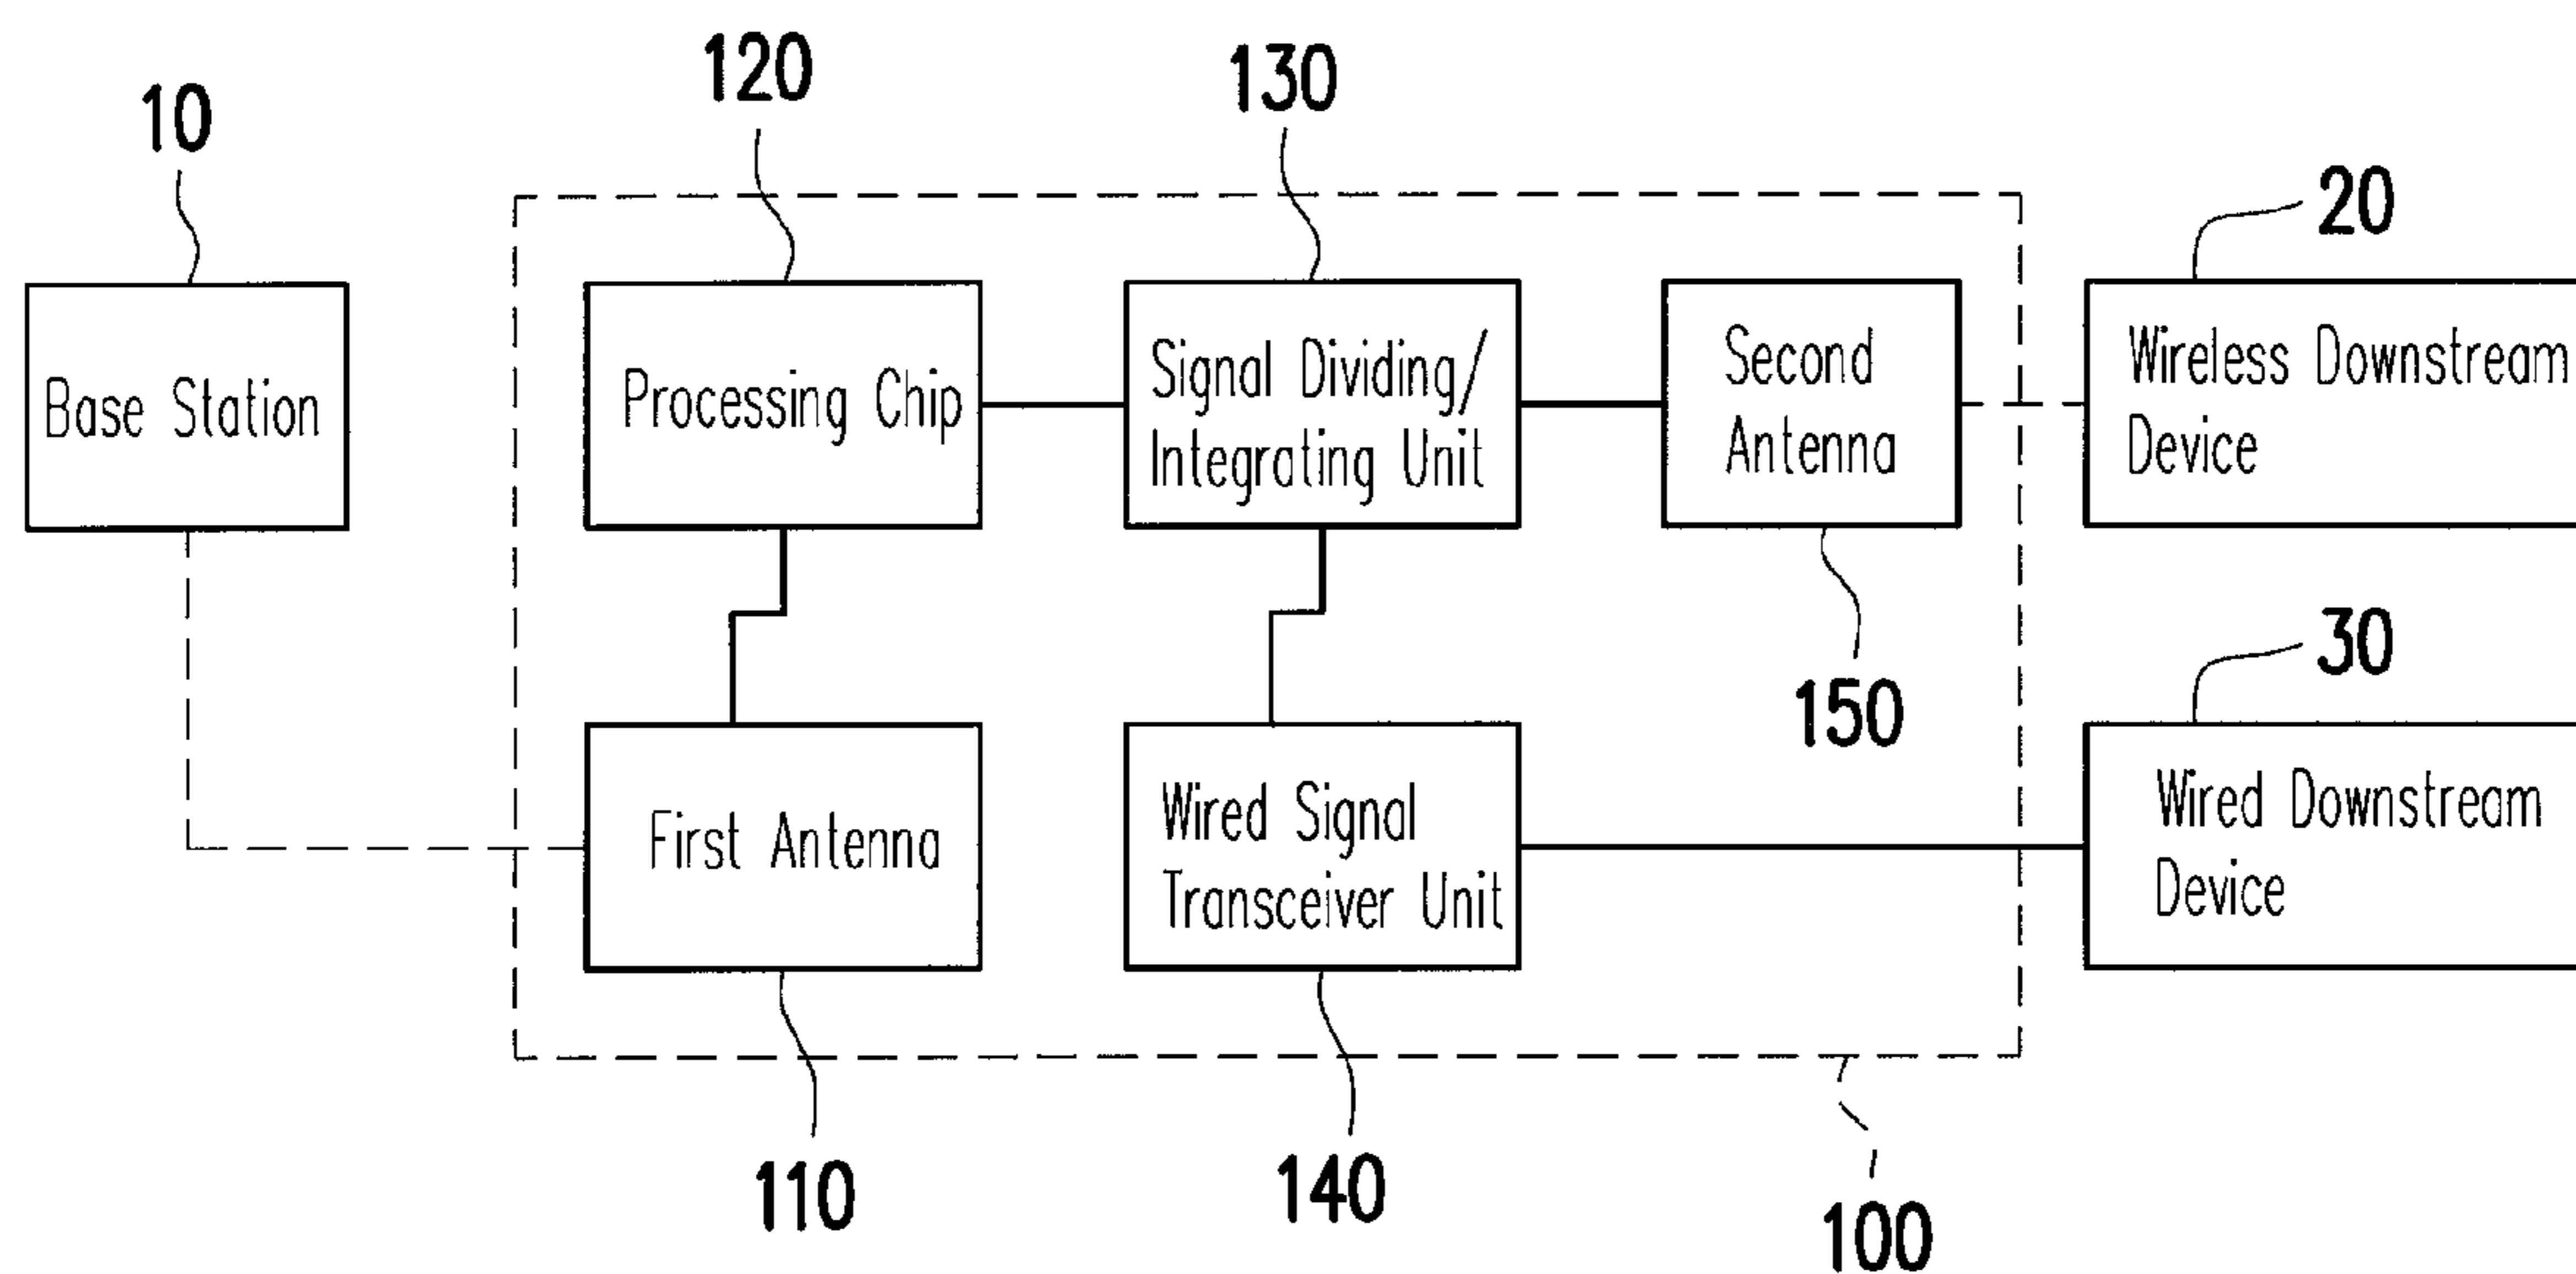 120
130
10
20
Base Station
Processing Chip
Signal Dividing/
Integrating Unit
Second
Antenna
Wireless Downstream
Device
150
30
First Antenna
Wired Signal
Transceiver Unit
Wired Downstream
Device
110
140
100